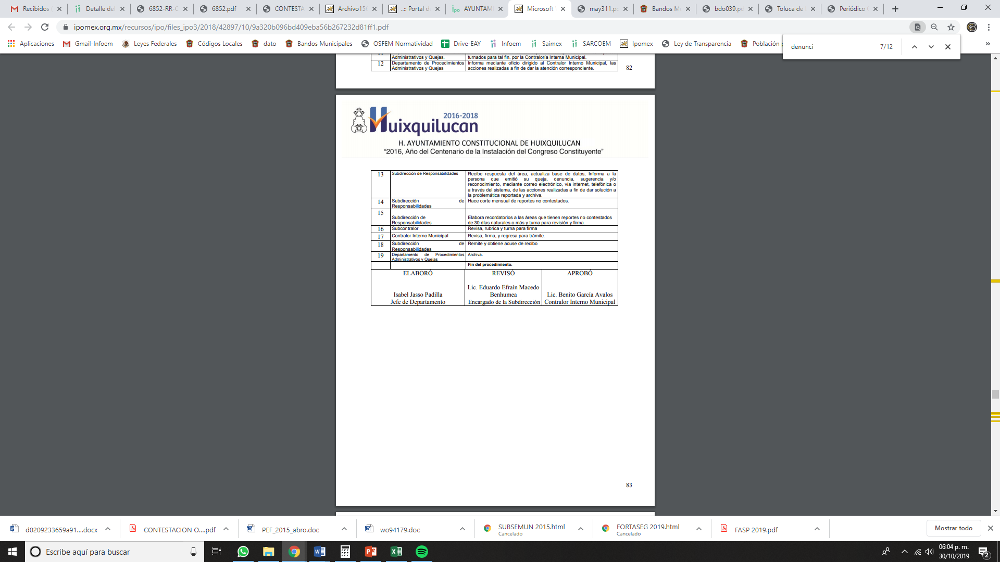 Recibidos
Detalle del
6852-RR-C
6852.pdf
CONTESTA
Archivo15
..:: Portal d
AYUNTAM
Microsoft
may311.p
Bandos M
bdo039.p
Toluca de
Periódico
ipomex.org.mx/recursos/ipo/files_ipo3/2018/42897/10/9a320b096bd409eba56b267232d81ff1.pdf
Aplicaciones
Gmail-Infoem
Leyes Federales
Códigos Locales
dato
Bandos Municipales
OSFEM Normatividad
Drive-EAY
Infoem
Saimex
SARCOEM
Ipomex
Ley de Transparencia
Población
denunci
7/12
Administrativos y Quejas.
turnados para tal fin, por la Contraloría Interna Municipal.
12
Departamento de Procedimientos
Administrativos y Quejas
Informa mediante oficio dirigido al Contralor Interno Municipal, las
acciones realizadas a fin de dar la atención correspondiente.
82
2016-2018
Huixquilucan
H. AYUNTAMIENTO CONSTITUCIONAL DE HUIXQUILUCAN
“2016, Año del Centenario de la Instalación del Congreso Constituyente”
13
Subdirección de Responsabilidades
Recibe respuesta del área, actualiza base de datos, Informa a la
persona que emitió su queja, denuncia, sugerencia y/o
reconocimiento, mediante correo electrónico, vía internet, telefónica o
a través del sistema, de las acciones realizadas a fin de dar solución a
la problemática reportada y archiva.
14
Subdirección de
Responsabilidades
Hace corte mensual de reportes no contestados.
15
Subdirección de
Responsabilidades
Elabora recordatorios a las áreas que tienen reportes no contestados
de 30 días naturales o más y turna para revisión y firma.
16
Subcontralor
Revisa, rubrica y turna para firma
17
Contralor Interno Municipal
Revisa, firma, y regresa para trámite.
18
Subdirección de
Responsabilidades
Remite y obtiene acuse de recibo
19
Departamento de Procedimientos
Administrativos y Quejas
Archiva.
Fin del procedimiento.
ELABORÓ
Isabel Jasso Padilla
Jefe de Departamento
REVISÓ
Lic. Eduardo Efraín Macedo
Benhumea
Encargado de la Subdirección
APROBÓ
Lic. Benito García Avalos
Contralor Interno Municipal
83
d0209233659a91....docx
CONTESTACION O....pdf
PEF_2015_abro.doc
wo94179.doc
SUBSEMUN 2015.html
Cancelado
FORTASEG 2019.html
Cancelado
FASP 2019.pdf
Mostrar todo
Escribe aquí para buscar
06:04 p. m.
30/10/2019
2